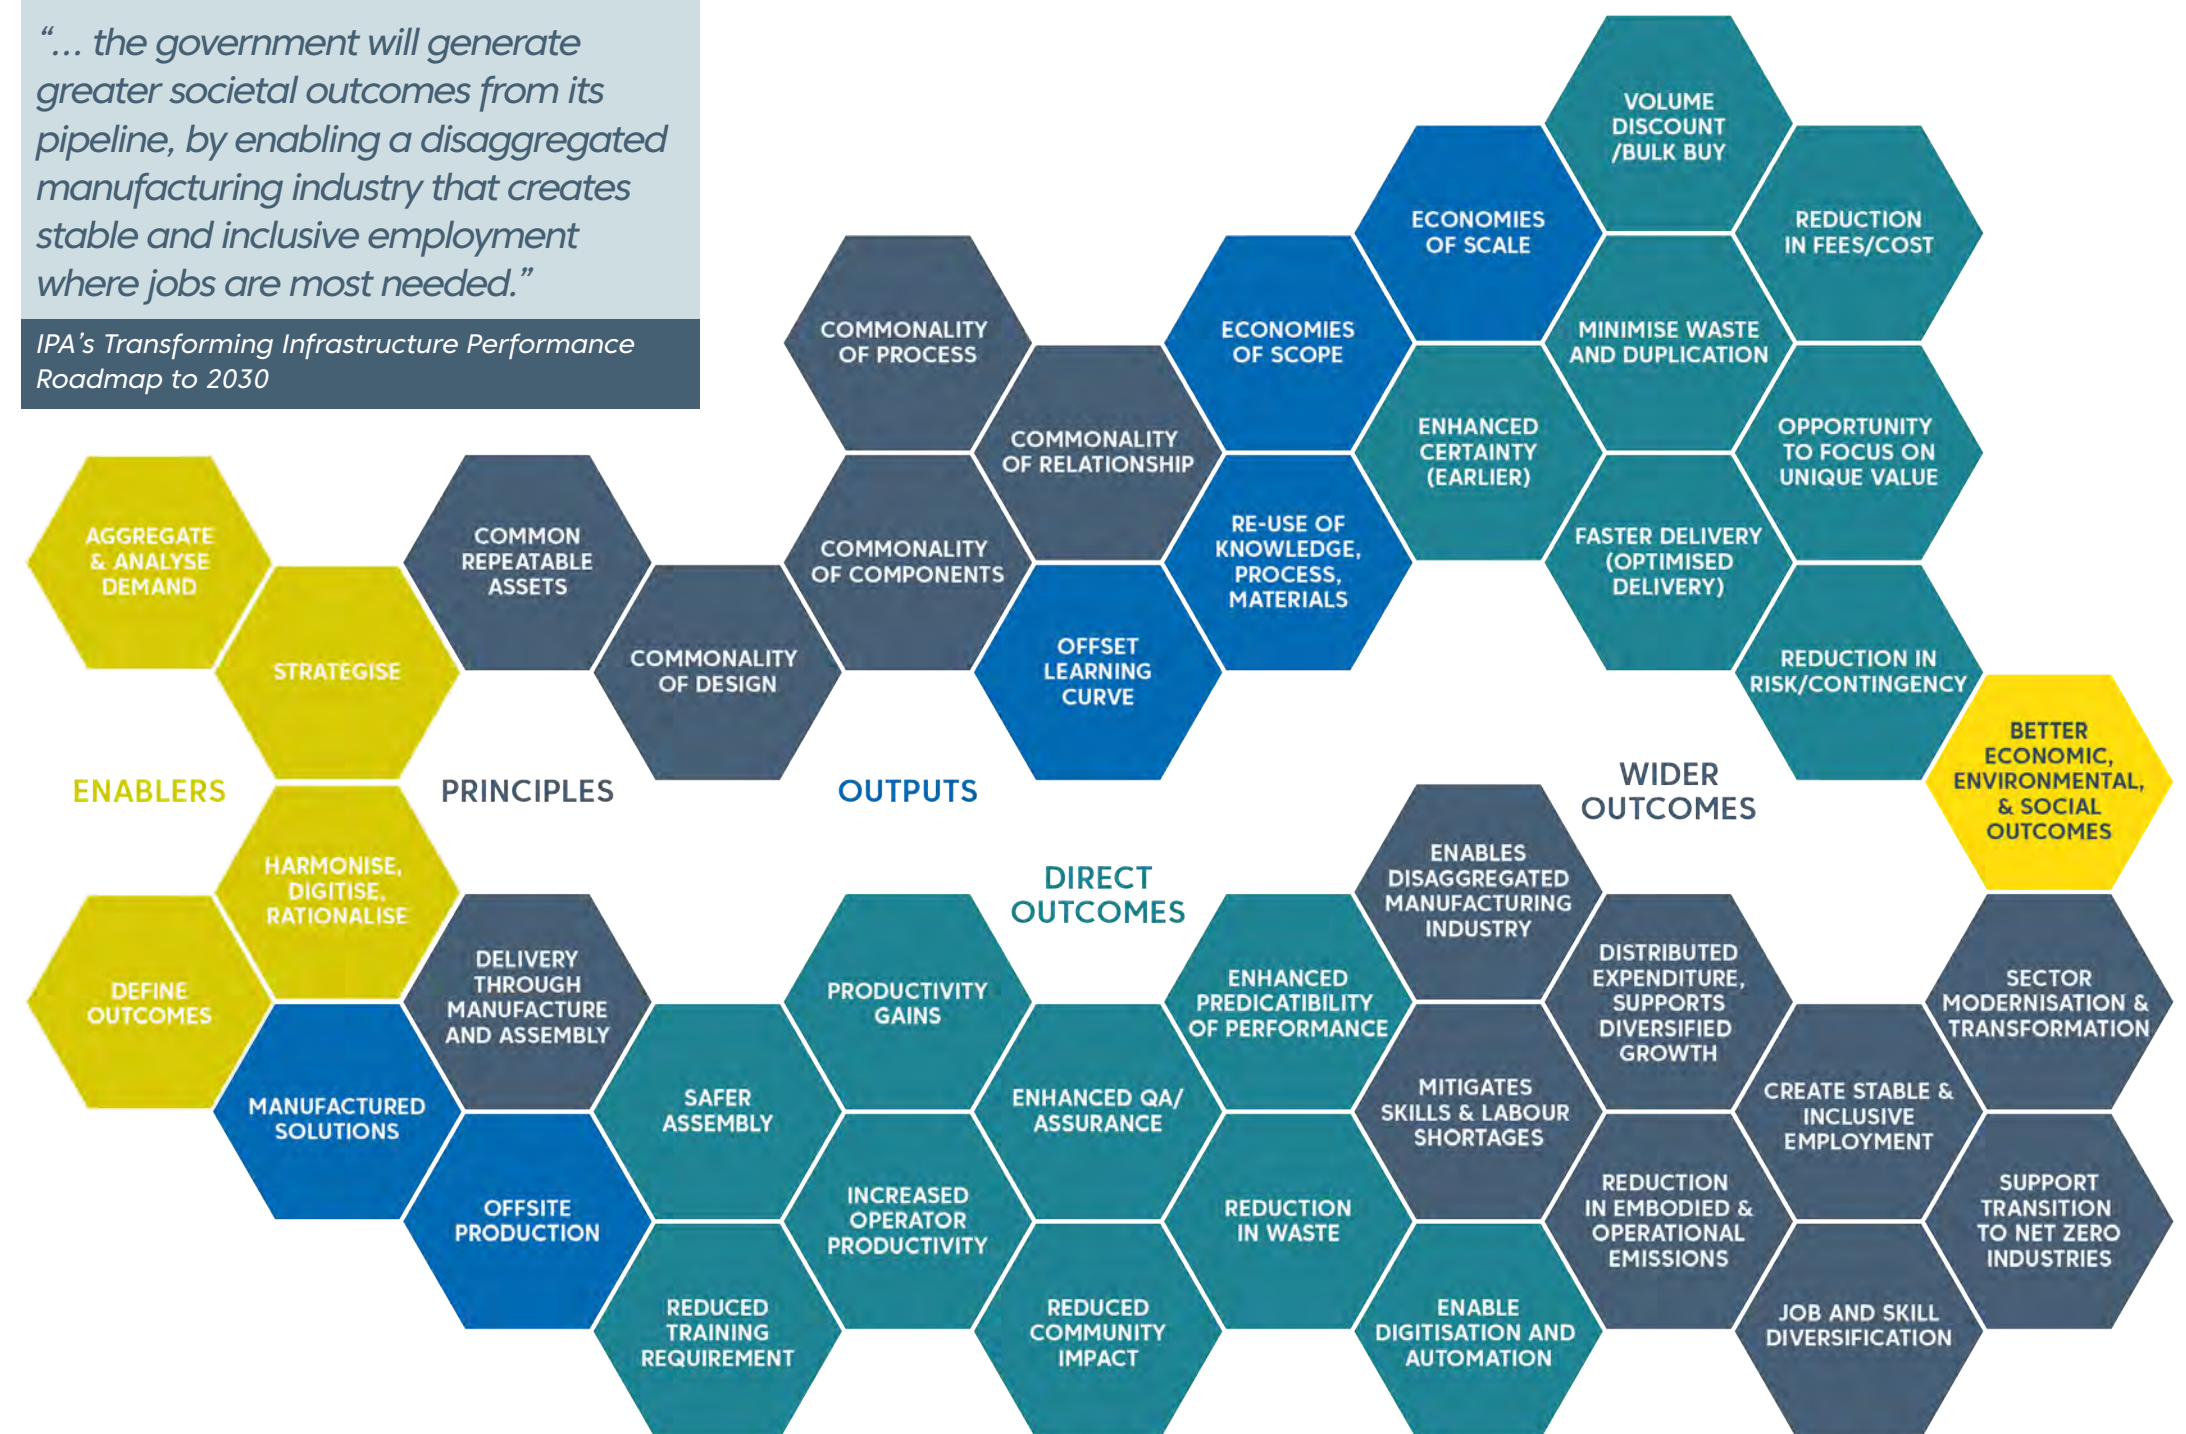 “... the government will generate
greater societal outcomes from its
pipeline, by enabling a disaggregated
manufacturing industry that creates
stable and inclusive employment
where jobs are most needed.”
IPA’s Transforming Infrastructure Performance
Roadmap to 2030
AGGREGATE
& ANALYSE
DEMAND
STRATEGISE
ENABLERS
HARMONISE,
DIGITISE,
RATIONALISE
DEFINE
OUTCOMES
COMMON
REPEATABLE
ASSETS
COMMONALITY
OF DESIGN
COMMONALITY
OF PROCESS
COMMONALITY
OF COMPONENTS
COMMONALITY
OF RELATIONSHIP
PRINCIPLES
DELIVERY
THROUGH
MANUFACTURE
AND ASSEMBLY
ECONOMIES
OF SCOPE
ECONOMIES
OF SCALE
RE-USE OF
KNOWLEDGE,
PROCESS,
MATERIALS
OFFSET
LEARNING
CURVE
OUTPUTS
MANUFACTURED
SOLUTIONS
OFFSITE
PRODUCTION
VOLUME
DISCOUNT
/BULK BUY
REDUCTION
IN FEES/COST
MINIMISE WASTE
AND DUPLICATION
ENHANCED
CERTAINTY
(EARLIER)
OPPORTUNITY
TO FOCUS ON
UNIQUE VALUE
FASTER DELIVERY
(OPTIMISED
DELIVERY)
REDUCTION IN
RISK/CONTINGENCY
DIRECT
OUTCOMES
SAFER
ASSEMBLY
PRODUCTIVITY
GAINS
ENHANCED QA/
ASSURANCE
ENHANCED
PREDICATIBILITY
OF PERFORMANCE
REDUCED
TRAINING
REQUIREMENT
INCREASED
OPERATOR
PRODUCTIVITY
REDUCED
COMMUNITY
IMPACT
REDUCTION
IN WASTE
ENABLE
DIGITISATION AND
AUTOMATION
WIDER
OUTCOMES
ENABLES
DISAGGREGATED
MANUFACTURING
INDUSTRY
DISTRIBUTED
EXPENDITURE,
SUPPORTS
DIVERSIFIED
GROWTH
MITIGATES
SKILLS & LABOUR
SHORTAGES
REDUCTION
IN EMBODIED &
OPERATIONAL
EMISSIONS
CREATE STABLE &
INCLUSIVE
EMPLOYMENT
JOB AND SKILL
DIVERSIFICATION
SECTOR
MODERNISATION &
TRANSFORMATION
SUPPORT
TRANSITION
TO NET ZERO
INDUSTRIES
BETTER
ECONOMIC,
ENVIRONMENTAL,
& SOCIAL
OUTCOMES